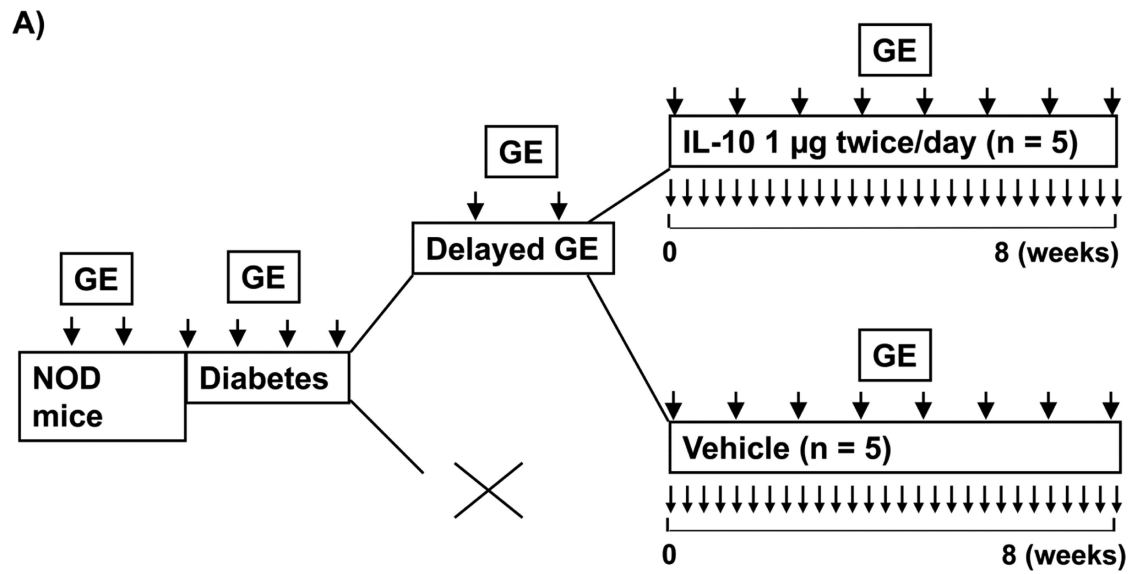 A)
GE
IL-10 1 µg twice/day (n = 5)
0
8 (weeks)
GE
Delayed GE
GE
GE
NOD
mice
Diabetes
GE
Vehicle (n = 5)
0
8 (weeks)